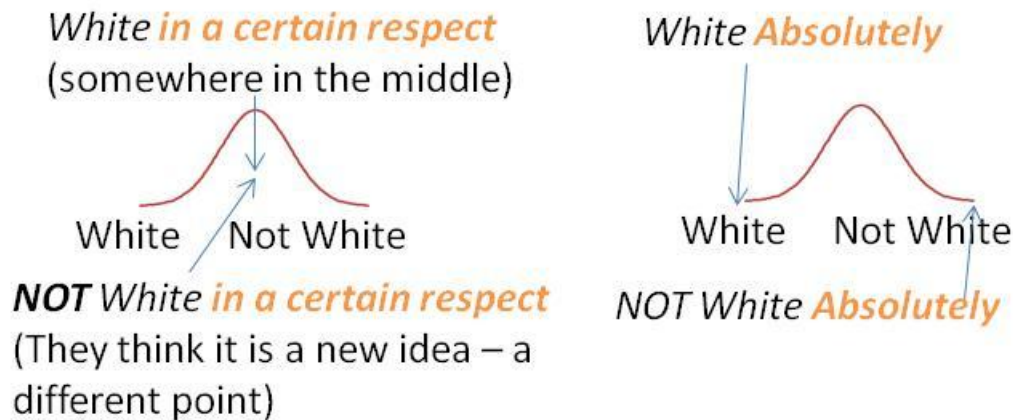 White in a certain respect
(somewhere in the middle)
White Not White
NOT White in a certain respect
(They think it is a new idea – a
different point)
White Absolutely
White Not White
NOT White Absolutely